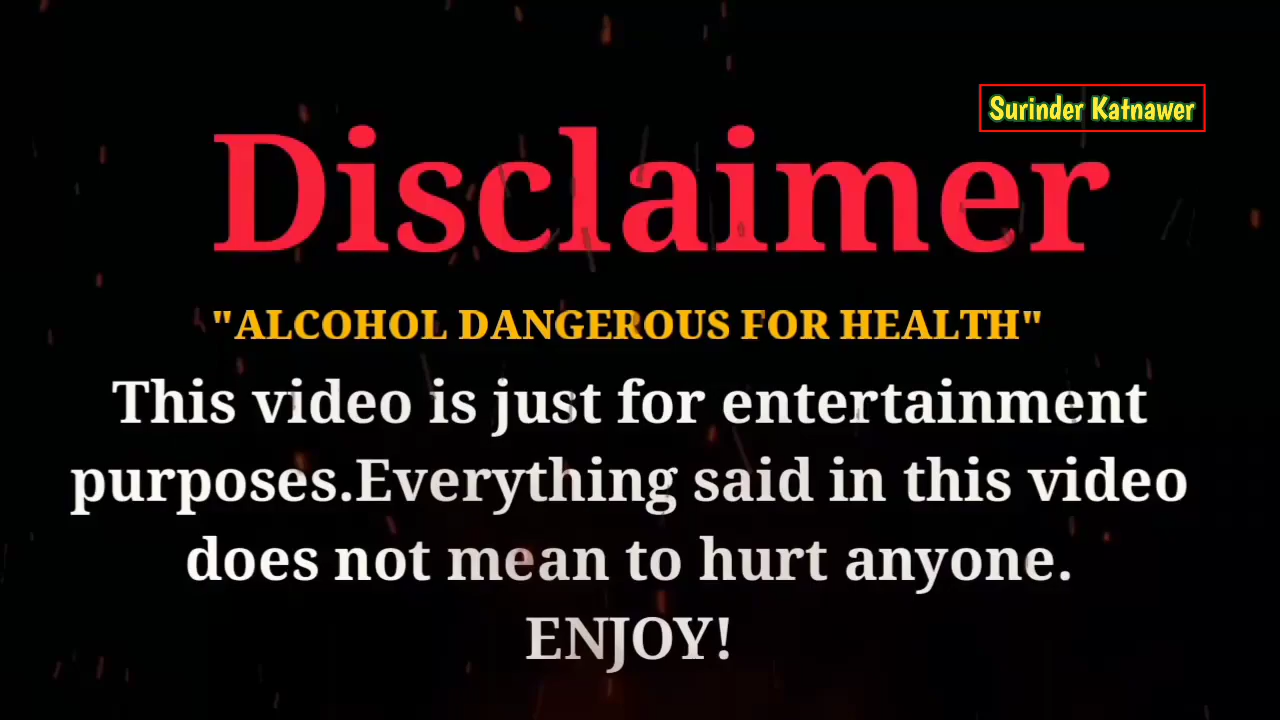 Surinder Katnawer
Disclaimer
"ALCOHOL DANGEROUS FOR HEALTH"
This video is just for entertainment
purposes.Everything said in this video
does not mean to hurt anyone.
ENJOY!